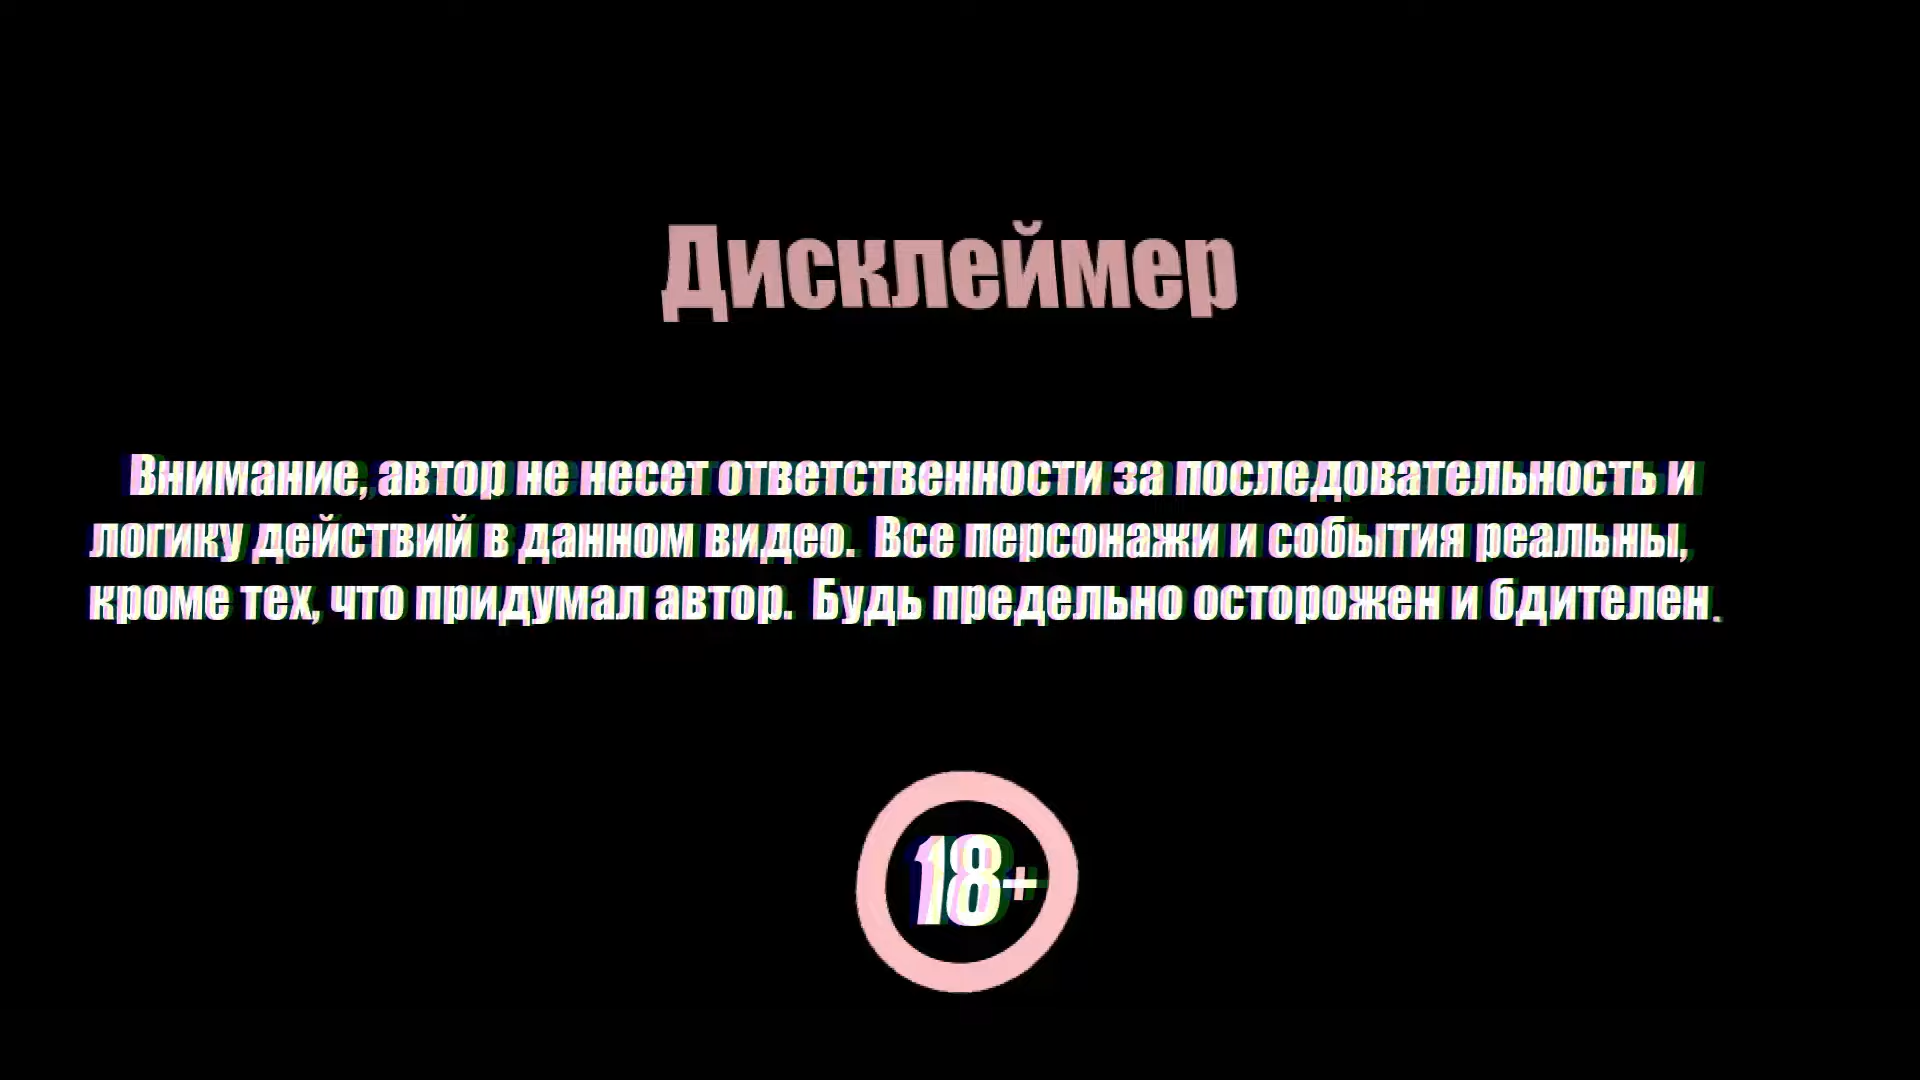 Дисклеймер
Внимание, автор не несет ответственности за последовательность и
логику действий в данном видео. Все персонажи и события реальны,
кроме тех, что придумал автор. Будь предельно осторожен и бдителен.
18+